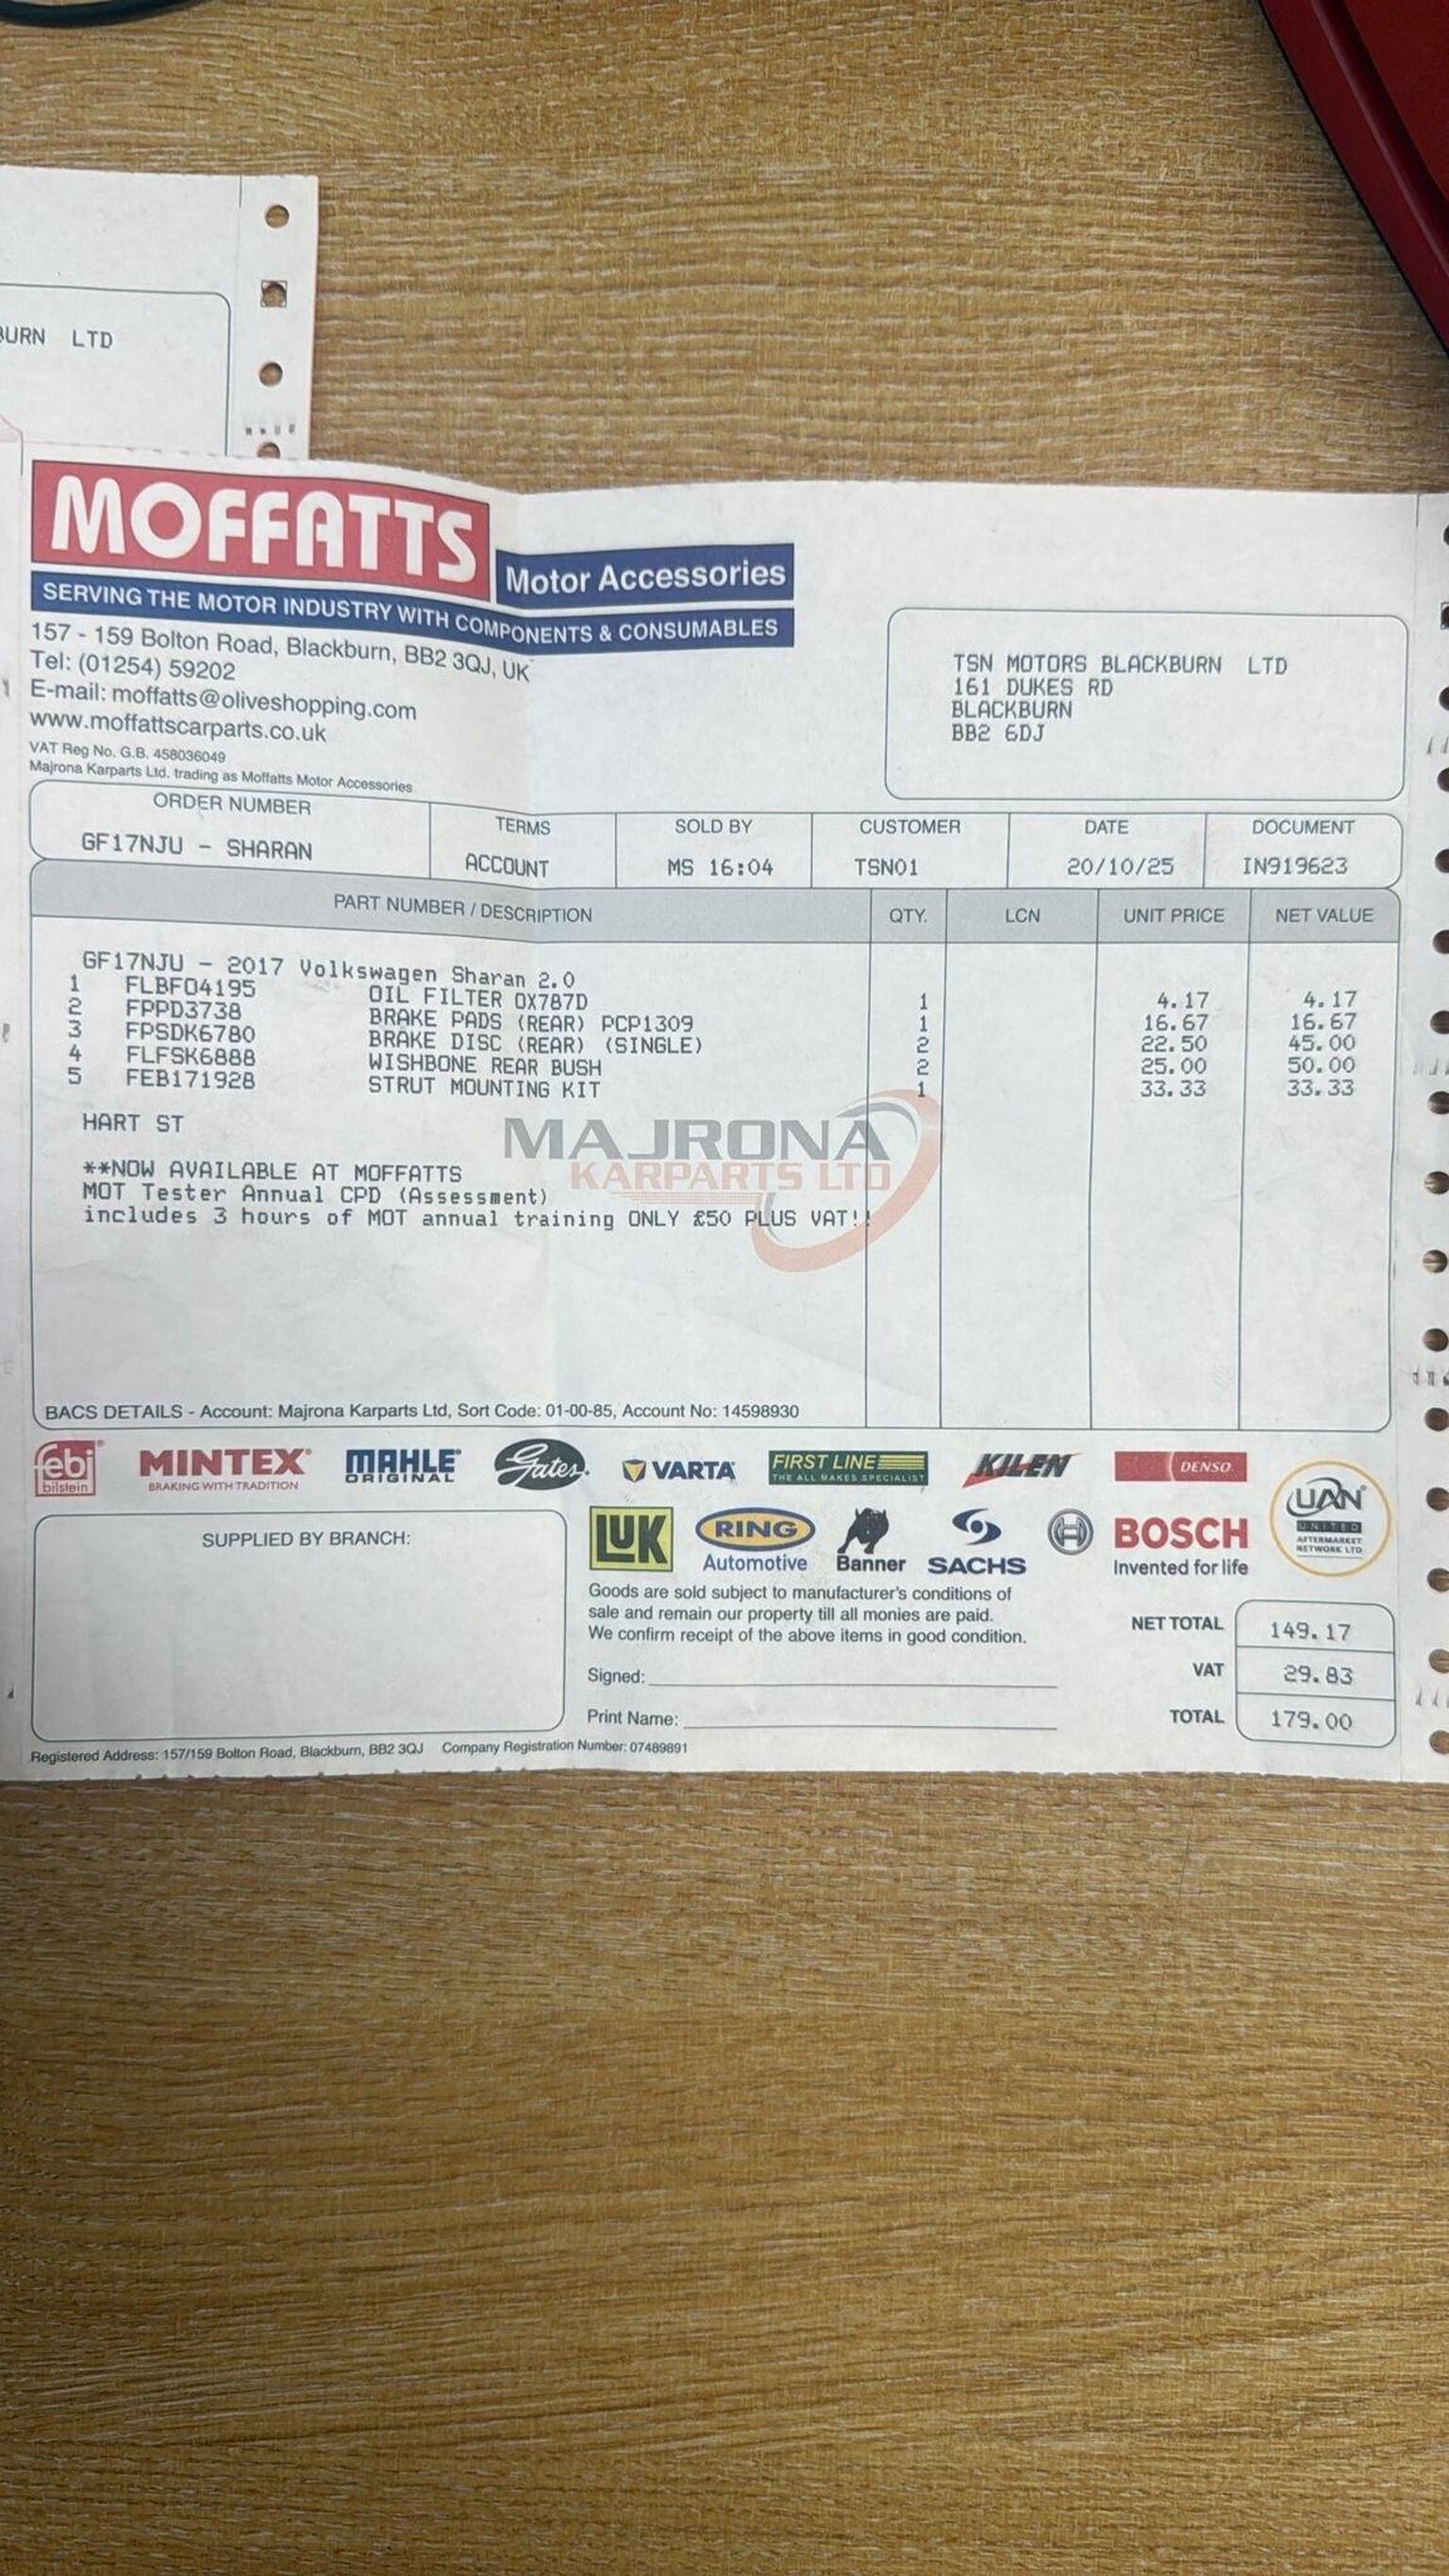 BURN LTD
MOFFATTS
Motor Accessories
SERVING THE MOTOR INDUSTRY WITH COMPONENTS & CONSUMABLES
157 - 159 Bolton Road, Blackburn, BB2 3QJ, UK
Tel: (01254) 59202
E-mail: moffatts@oliveshopping.com
www.moffattscarparts.co.uk
VAT Reg No. G.B. 458036049
Majrona Karparts Ltd. trading as Moffatts Motor Accessories
TSN MOTORS BLACKBURN LTD
161 DUKES RD
BLACKBURN
BB2 6DJ
ORDER NUMBER TERMS SOLD BY CUSTOMER DATE DOCUMENT
GF17NJU - SHARAN ACCOUNT MS 16:04 TSN01 20/10/25 IN919623
PART NUMBER / DESCRIPTION QTY. LCN UNIT PRICE NET VALUE
GF17NJU - 2017 Volkswagen Sharan 2.0
1 FLBF04195 OIL FILTER OX787D 1 4.17 4.17
2 FPPD3738 BRAKE PADS (REAR) PCP1309 1 16.67 16.67
3 FPSDK6780 BRAKE DISC (REAR) (SINGLE) 2 22.50 45.00
4 FLFSK6888 WISHBONE REAR BUSH 2 25.00 50.00
5 FEB171928 STRUT MOUNTING KIT 1 33.33 33.33
HART ST
MAJRONA
KARPARTS LTD
**NOW AVAILABLE AT MOFFATTS
MOT Tester Annual CPD (Assessment)
includes 3 hours of MOT annual training ONLY £50 PLUS VAT!!
BACS DETAILS - Account: Majrona Karparts Ltd, Sort Code: 01-00-85, Account No: 14598930
febi
bilstein
MINTEX
BRAKING WITH TRADITION
MAHLE
ORIGINAL
Gates
VARTA
FIRST LINE
THE ALL MAKES SPECIALIST
KILEN
DENSO
UAN
UNITED
AFTERMARKET
NETWORK LTD
LUK
RING
Automotive
Banner
SACHS
BOSCH
Invented for life
SUPPLIED BY BRANCH:
Goods are sold subject to manufacturer's conditions of
sale and remain our property till all monies are paid.
We confirm receipt of the above items in good condition.
Signed:
Print Name:
NET TOTAL 149.17
VAT 29.83
TOTAL 179.00
Registered Address: 157/159 Bolton Road, Blackburn, BB2 3QJ Company Registration Number: 07489891